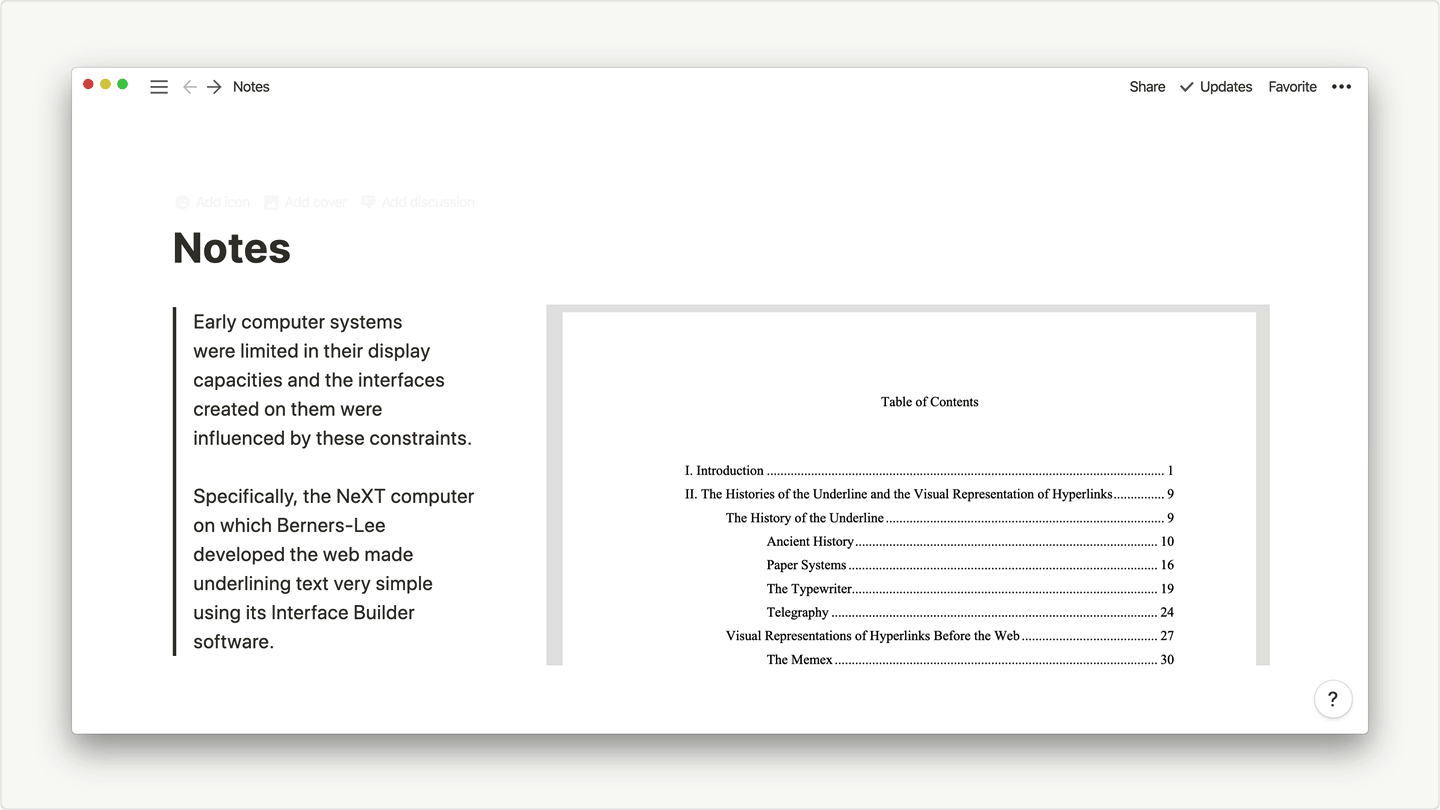 Notes
Share
Updates
Favorite
Add icon
Add cover
Add discussion
Notes
Early computer systems
were limited in their display
capacities and the interfaces
created on them were
influenced by these constraints.
Specifically, the NeXT computer
on which Berners-Lee
developed the web made
underlining text very simple
using its Interface Builder
software.
Table of Contents
I. Introduction ........................................ 1
II. The Histories of the Underline and the Visual Representation of Hyperlinks............... 9
The History of the Underline ........................................ 9
Ancient History........................................ 10
Paper Systems ........................................ 16
The Typewriter........................................ 19
Telegraphy ........................................ 24
Visual Representations of Hyperlinks Before the Web ........................................ 27
The Memex ........................................ 30
?